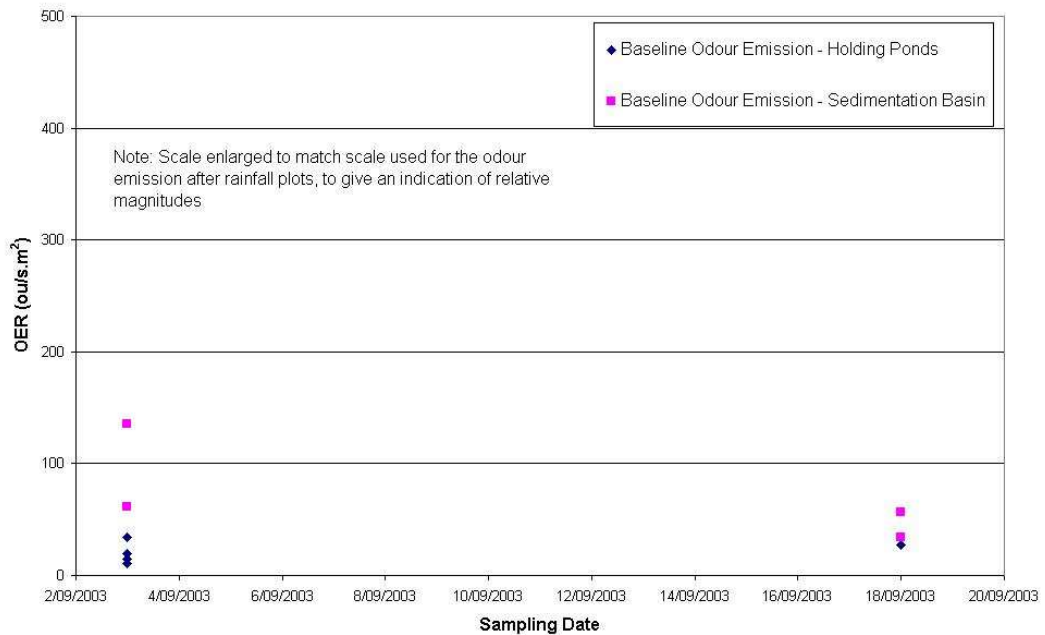 500
400
300
200
100
0
OER (ou/s.m²)
Baseline Odour Emission - Holding Ponds
Baseline Odour Emission - Sedimentation Basin
Note: Scale enlarged to match scale used for the odour
emission after rainfall plots, to give an indication of relative
magnitudes
2/09/2003 4/09/2003 6/09/2003 8/09/2003 10/09/2003 12/09/2003 14/09/2003 16/09/2003 18/09/2003 20/09/2003
Sampling Date